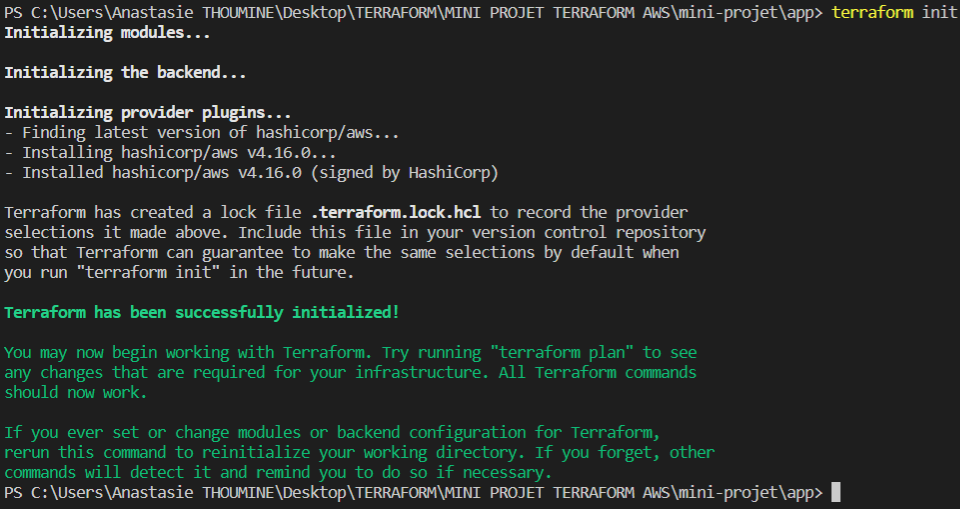 PS C:\Users\Anastasie THOUMINE\Desktop\TERRAFORM\MINI PROJET TERRAFORM AWS\mini-projet\app> terraform init
Initializing modules...
Initializing the backend...
Initializing provider plugins...
- Finding latest version of hashicorp/aws...
- Installing hashicorp/aws v4.16.0...
- Installed hashicorp/aws v4.16.0 (signed by HashiCorp)
Terraform has created a lock file .terraform.lock.hcl to record the provider
selections it made above. Include this file in your version control repository
so that Terraform can guarantee to make the same selections by default when
you run "terraform init" in the future.
Terraform has been successfully initialized!
You may now begin working with Terraform. Try running "terraform plan" to see
any changes that are required for your infrastructure. All Terraform commands
should now work.
If you ever set or change modules or backend configuration for Terraform,
rerun this command to reinitialize your working directory. If you forget, other
commands will detect it and remind you to do so if necessary.
PS C:\Users\Anastasie THOUMINE\Desktop\TERRAFORM\MINI PROJET TERRAFORM AWS\mini-projet\app>